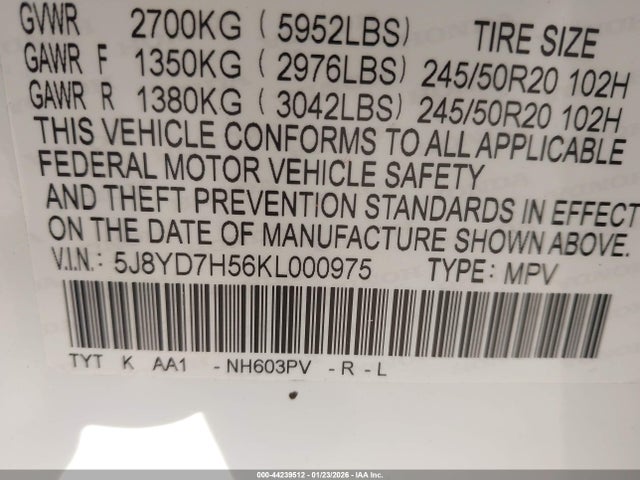 GVWR 2700KG ( 5952LBS) TIRE SIZE
GAWR F 1350KG ( 2976LBS) 245/50R20 102H
GAWR R 1380KG ( 3042LBS) 245/50R20 102H
THIS VEHICLE CONFORMS TO ALL APPLICABLE
FEDERAL MOTOR VEHICLE SAFETY
AND THEFT PREVENTION STANDARDS IN EFFECT
ON THE DATE OF MANUFACTURE SHOWN ABOVE.
V.I.N.: 5J8YD7H56KL000975 TYPE: MPV
TYT K AA1 -NH603PV -R-L
000-44239512 - 01/23/2026 - IAA Inc.